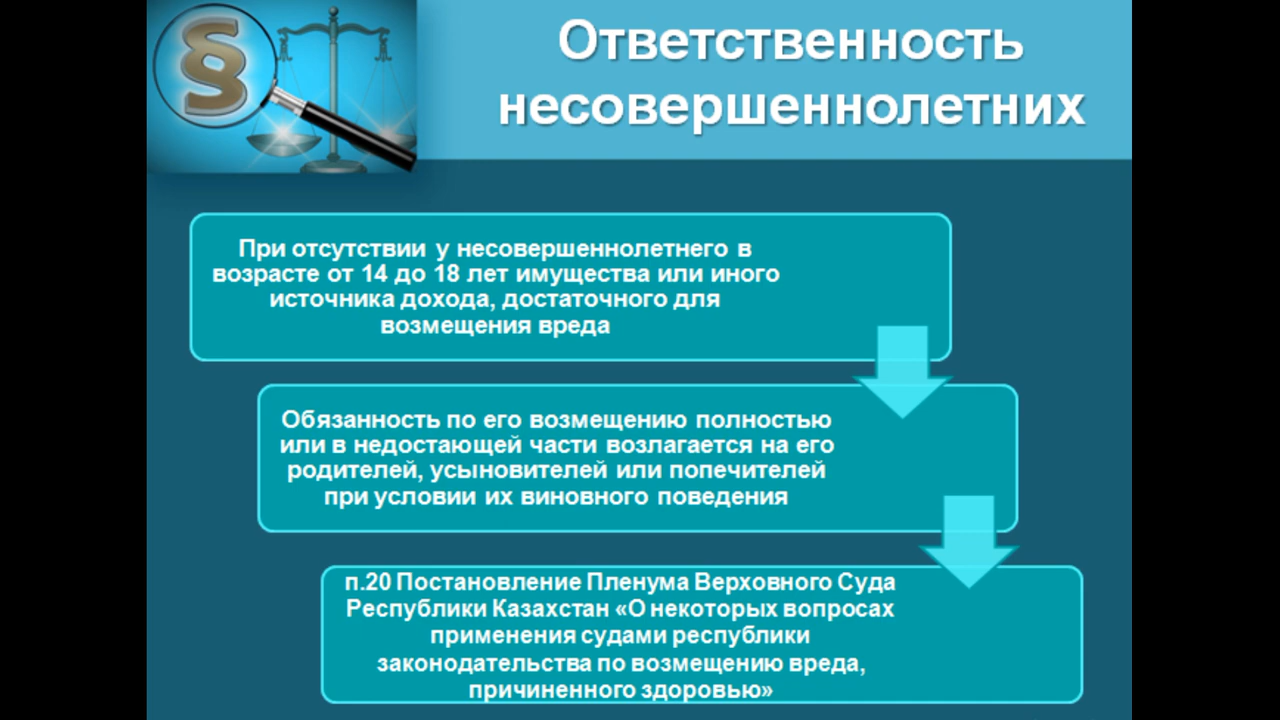 §
Ответственность
несовершеннолетних
При отсутствии у несовершеннолетнего в
возрасте от 14 до 18 лет имущества или иного
источника дохода, достаточного для
возмещения вреда
Обязанность по его возмещению полностью
или в недостающей части возлагается на его
родителей, усыновителей или попечителей
при условии их виновного поведения
п.20 Постановление Пленума Верховного Суда
Республики Казахстан «О некоторых вопросах
применения судами республики
законодательства по возмещению вреда,
причиненного здоровью»